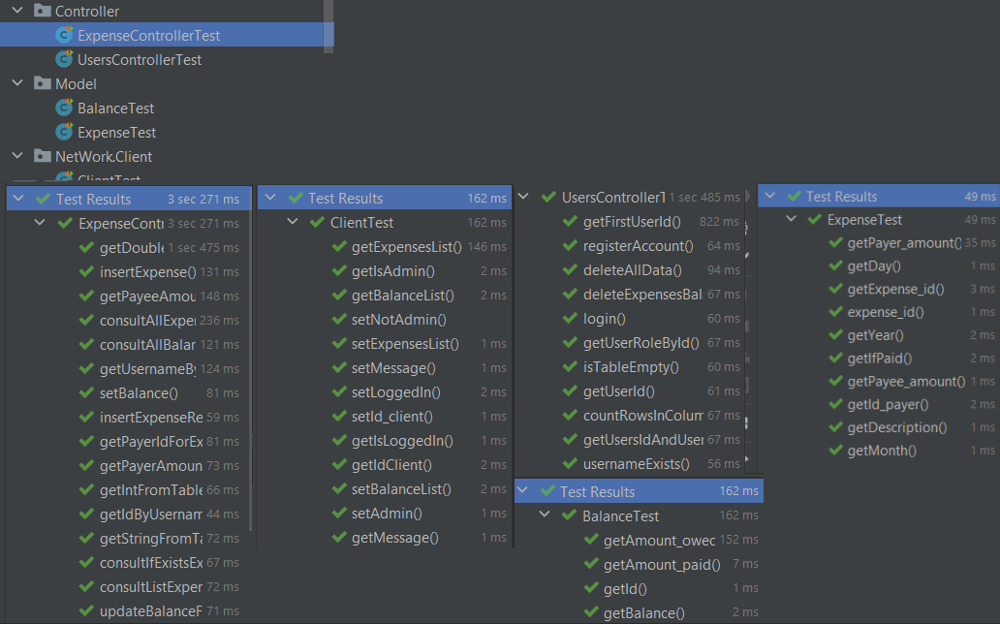 Controller
ExpenseControllerTest
UsersControllerTest
Model
BalanceTest
ExpenseTest
NetWork.Client
ClientTest
Test Results 3 sec 271 ms
ExpenseContr 3 sec 271 ms
getDouble 1 sec 475 ms
insertExpense() 131 ms
getPayeeAmou 148 ms
consultAllExper 236 ms
consultAllBalar 121 ms
getUsernameBy 124 ms
setBalance() 81 ms
insertExpenseRe 59 ms
getPayerIdForEx 81 ms
getPayerAmoun 73 ms
getIntFromTable 66 ms
getIdByUsernam 44 ms
getStringFromTa 72 ms
consultIfExistsEx 67 ms
consultListExper 72 ms
updateBalanceF 71 ms
Test Results 162 ms
ClientTest 162 ms
getExpensesList() 146 ms
getIsAdmin() 2 ms
getBalanceList() 2 ms
setNotAdmin()
setExpensesList() 1 ms
setMessage() 1 ms
setLoggedIn() 2 ms
setId_client() 1 ms
getIsLoggedIn() 1 ms
getIdClient() 2 ms
setBalanceList() 2 ms
setAdmin() 1 ms
getMessage() 1 ms
UsersControllerT 1 sec 485 ms
getFirstUserId() 822 ms
registerAccount() 64 ms
deleteAllData() 94 ms
deleteExpensesBal 67 ms
login() 60 ms
getUserRoleById() 67 ms
isTableEmpty() 60 ms
getUserId() 61 ms
countRowsInColum 67 ms
getUsersIdAndUser 67 ms
usernameExists() 56 ms
Test Results 162 ms
BalanceTest 162 ms
getAmount_owed 152 ms
getAmount_paid() 7 ms
getId() 1 ms
getBalance() 2 ms
Test Results 49 ms
ExpenseTest 49 ms
getPayer_amount() 35 ms
getDay() 1 ms
getExpense_id() 3 ms
expense_id() 1 ms
getYear() 2 ms
getIfPaid() 2 ms
getPayee_amount() 1 ms
getId_payer() 2 ms
getDescription() 1 ms
getMonth() 1 ms